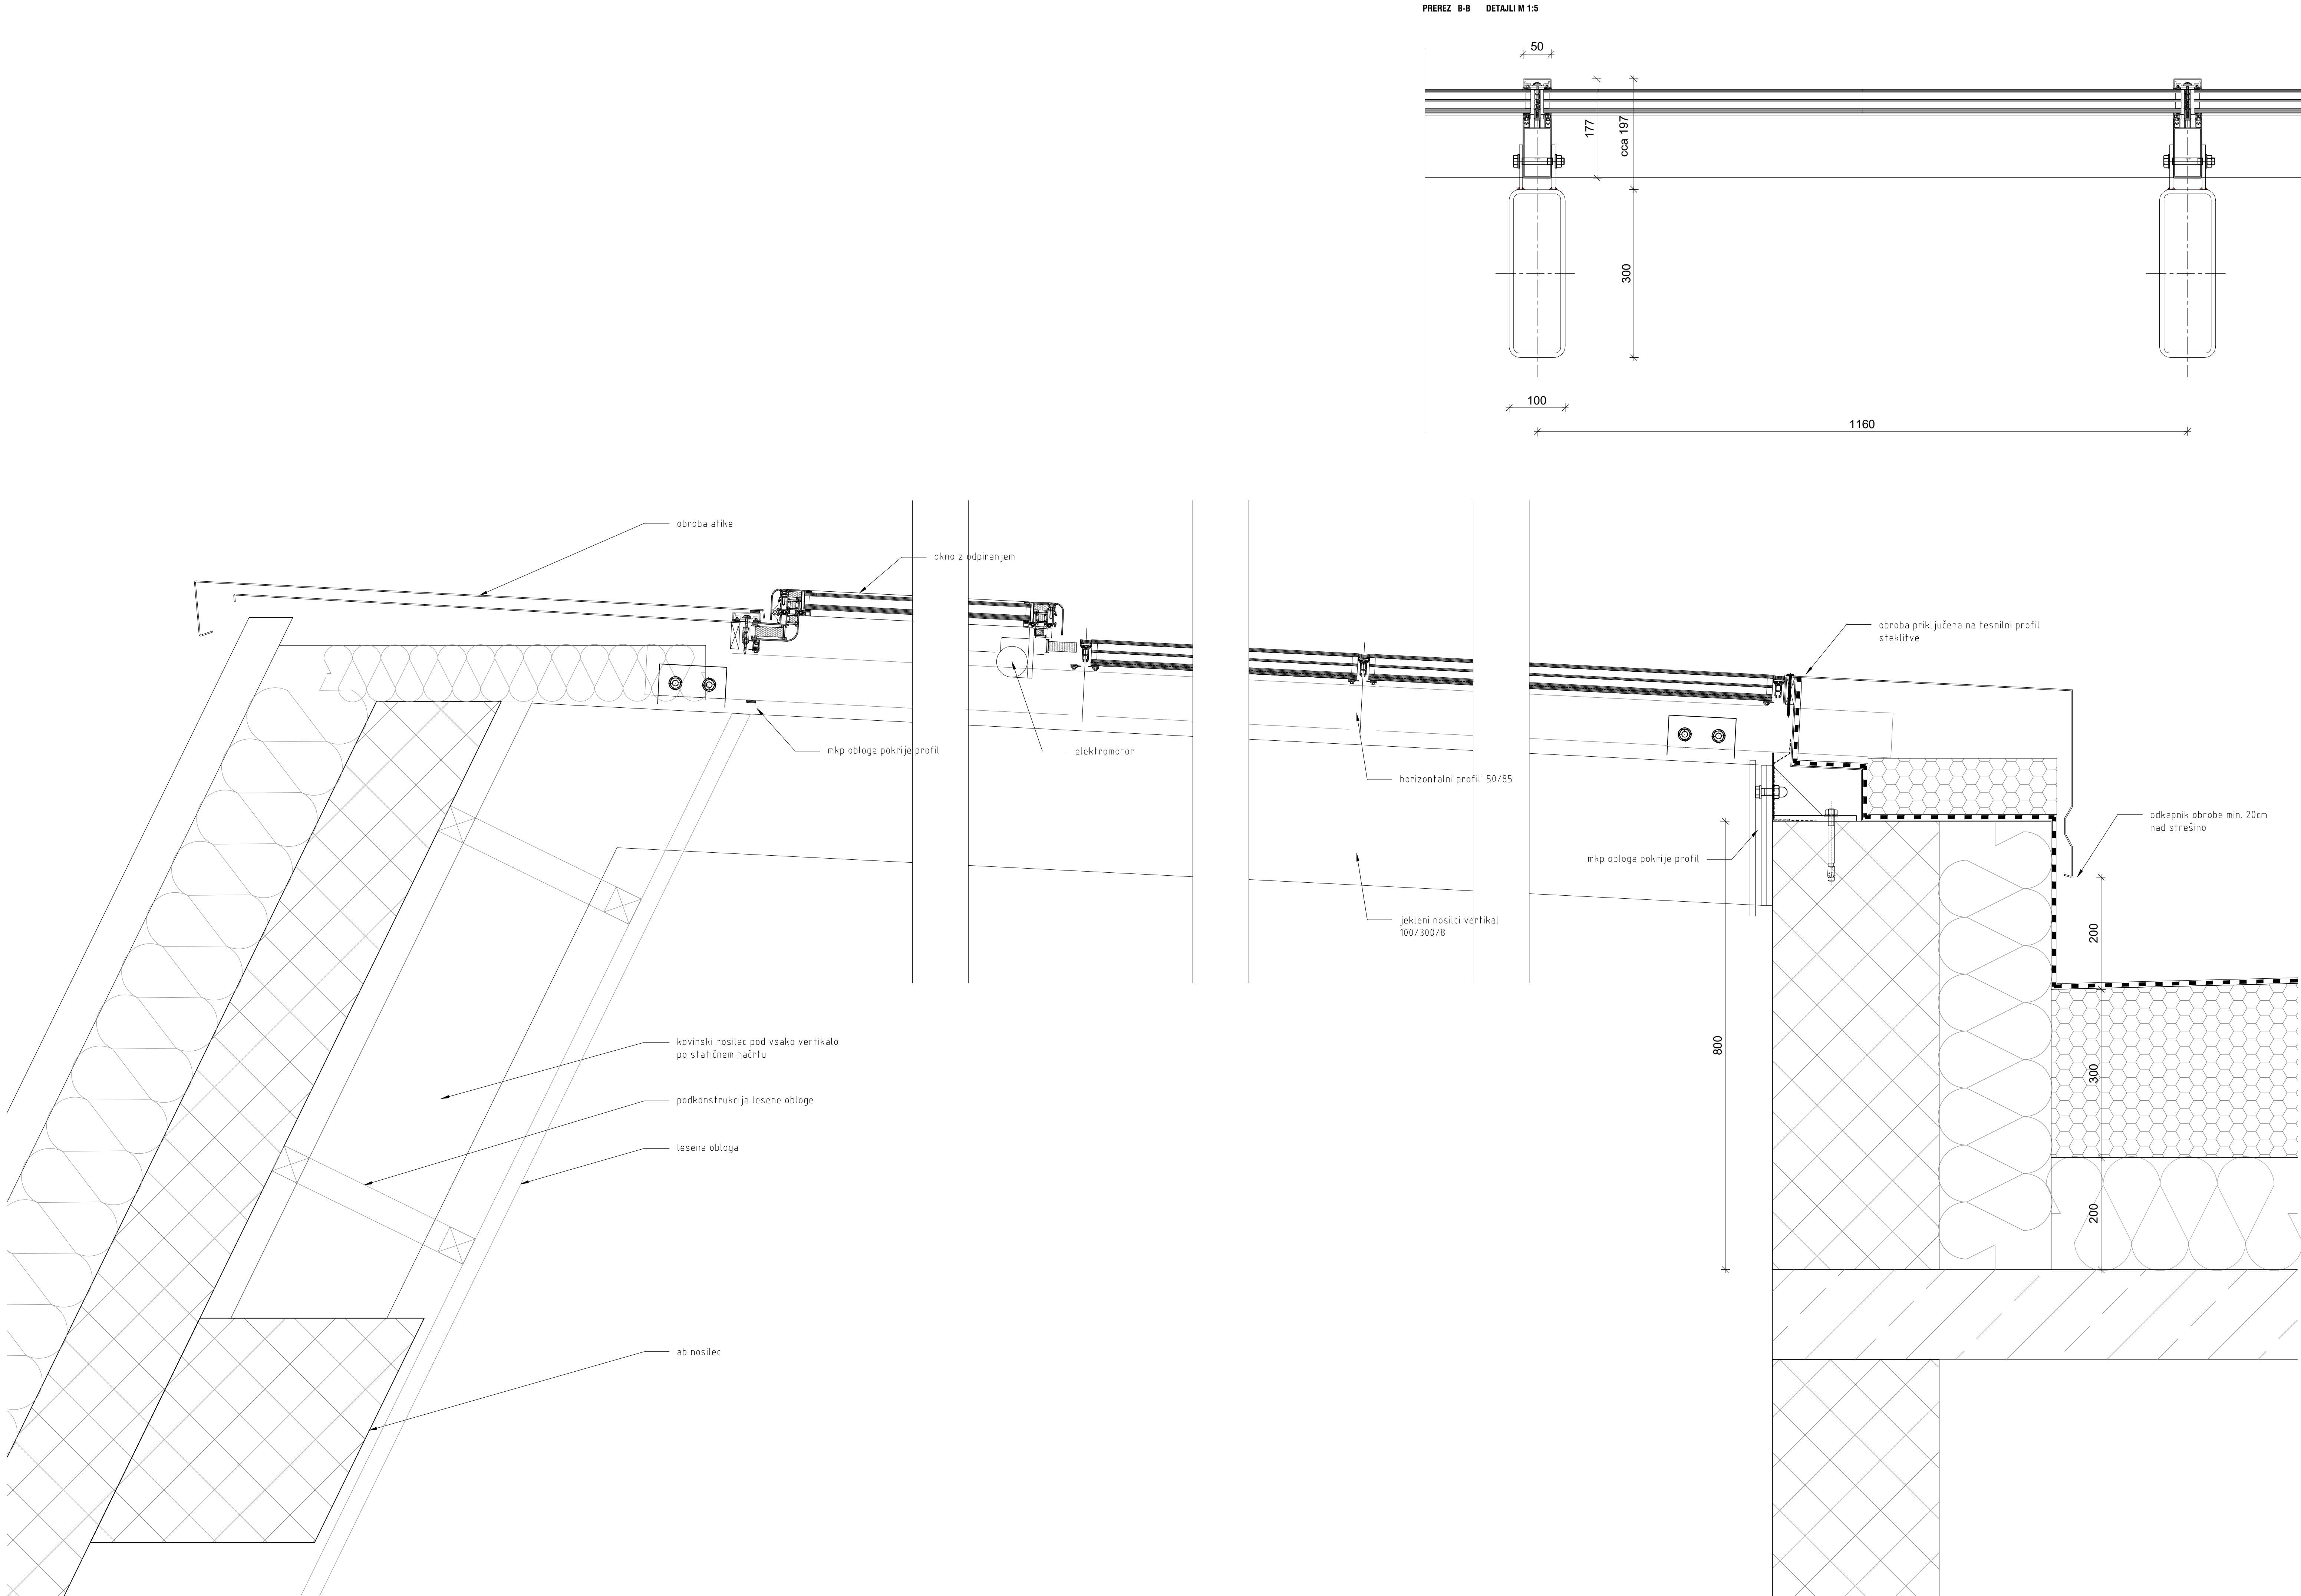 PREREZ B-B DETAJLI M 1:5
50
177
cca 197
300
100
1160
obroba atike
okno z odpiranjem
obroba priključena na tesnilni profil
steklitve
mkp obloga pokrije profil
elektromotor
horizontalni profili 50/85
odkapnik obrobe min. 20cm
nad strešino
mkp obloga pokrije profil
jekleni nosilci vertikal
100/300/8
200
800
300
200
kovinski nosilec pod vsako vertikalo
po statičnem načrtu
podkonstrukcija lesene obloge
lesena obloga
ab nosilec